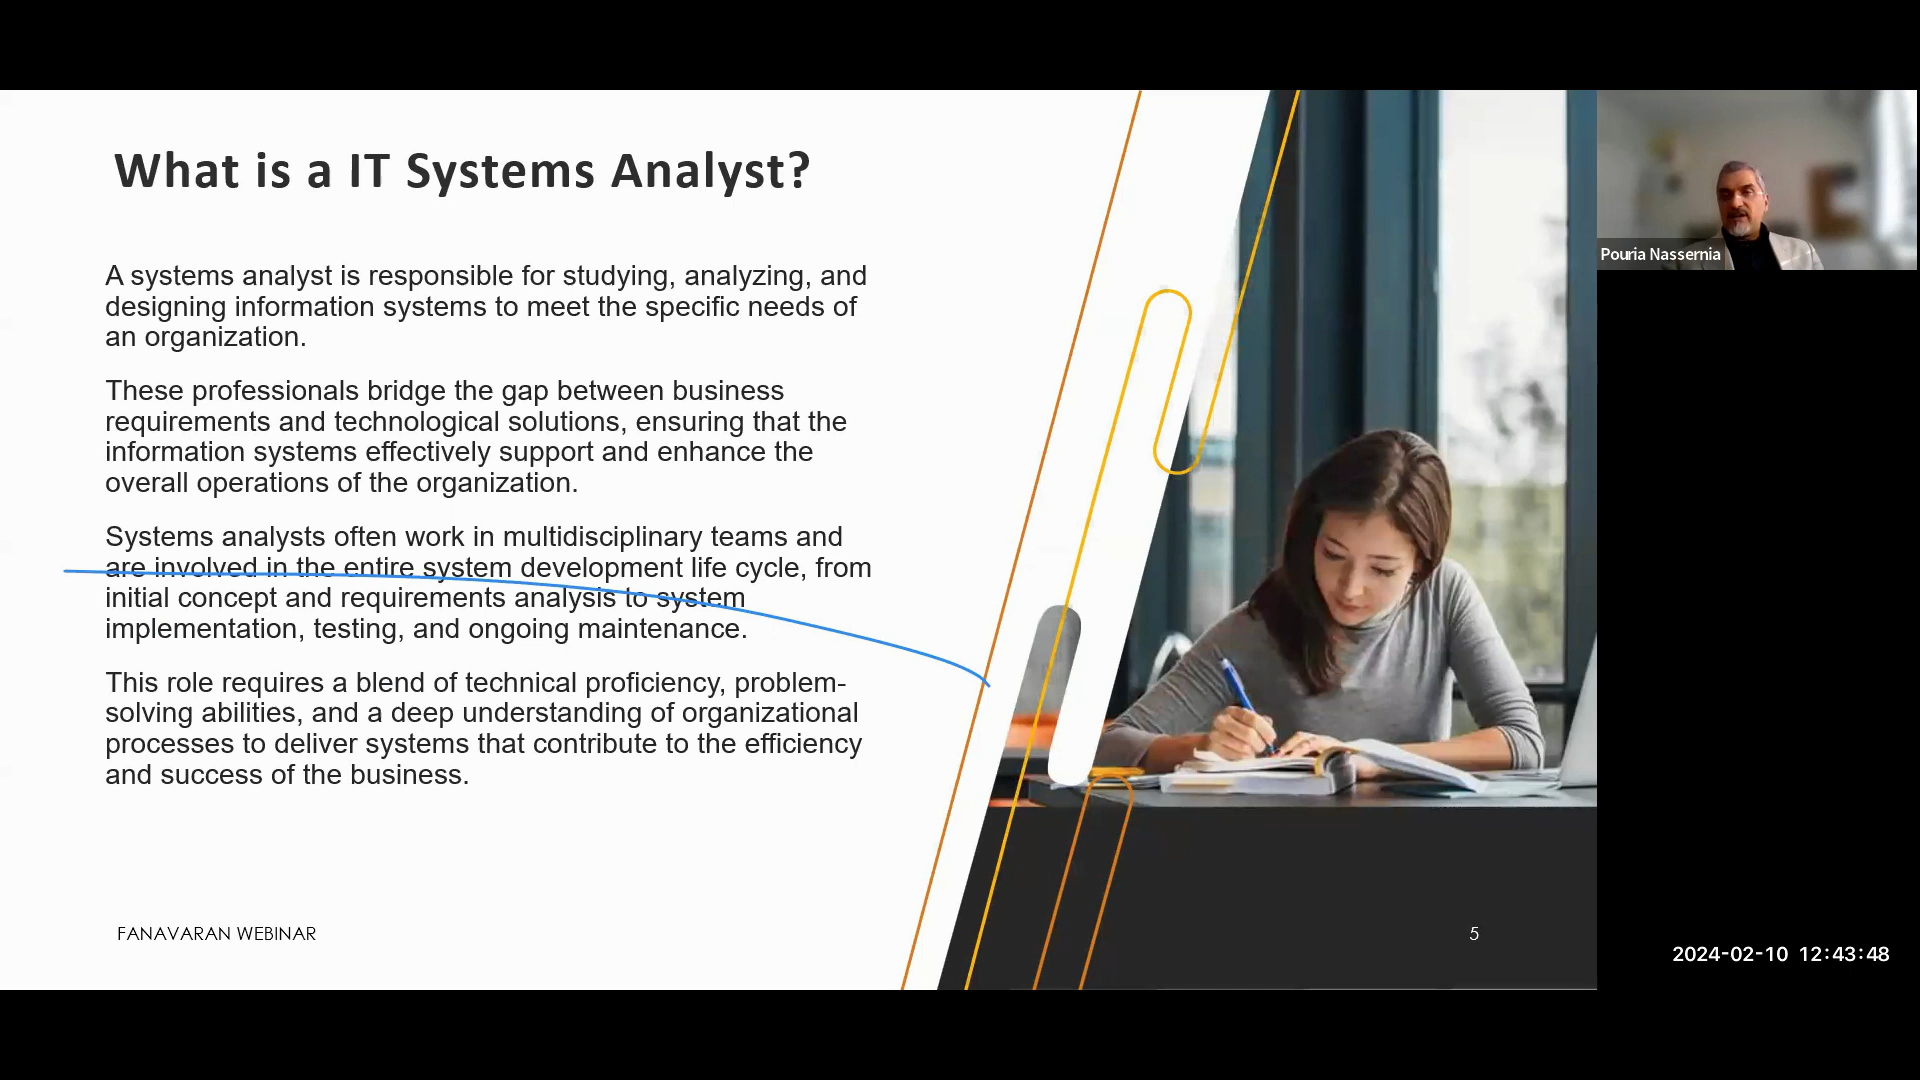 What is a IT Systems Analyst?
A systems analyst is responsible for studying, analyzing, and
designing information systems to meet the specific needs of
an organization.
These professionals bridge the gap between business
requirements and technological solutions, ensuring that the
information systems effectively support and enhance the
overall operations of the organization.
Systems analysts often work in multidisciplinary teams and
are involved in the entire system development life cycle, from
initial concept and requirements analysis to system
implementation, testing, and ongoing maintenance.
This role requires a blend of technical proficiency, problem-
solving abilities, and a deep understanding of organizational
processes to deliver systems that contribute to the efficiency
and success of the business.
FANAVARAN WEBINAR
5
Pouria Nassernia
2024-02-10 12:43:48